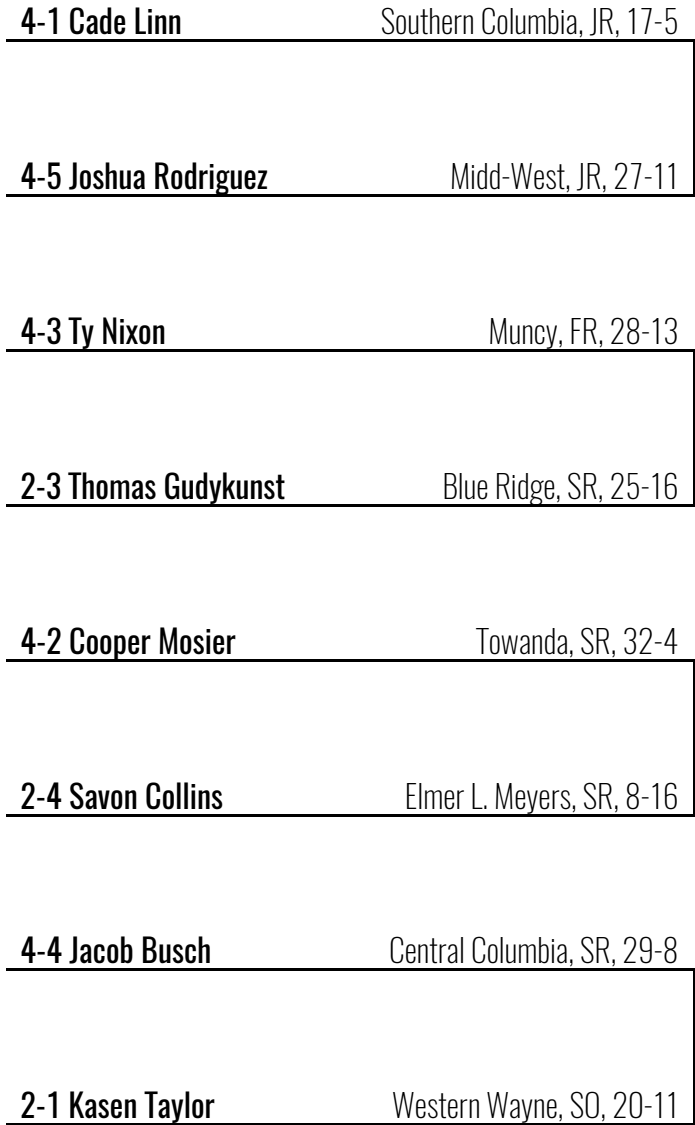 4-1 Cade Linn Southern Columbia, JR, 17-5
4-5 Joshua Rodriguez Midd-West, JR, 27-11
4-3 Ty Nixon Muncy, FR, 28-13
2-3 Thomas Gudykunst Blue Ridge, SR, 25-16
4-2 Cooper Mosier Towanda, SR, 32-4
2-4 Savon Collins Elmer L. Meyers, SR, 8-16
4-4 Jacob Busch Central Columbia, SR, 29-8
2-1 Kasen Taylor Western Wayne, SO, 20-11